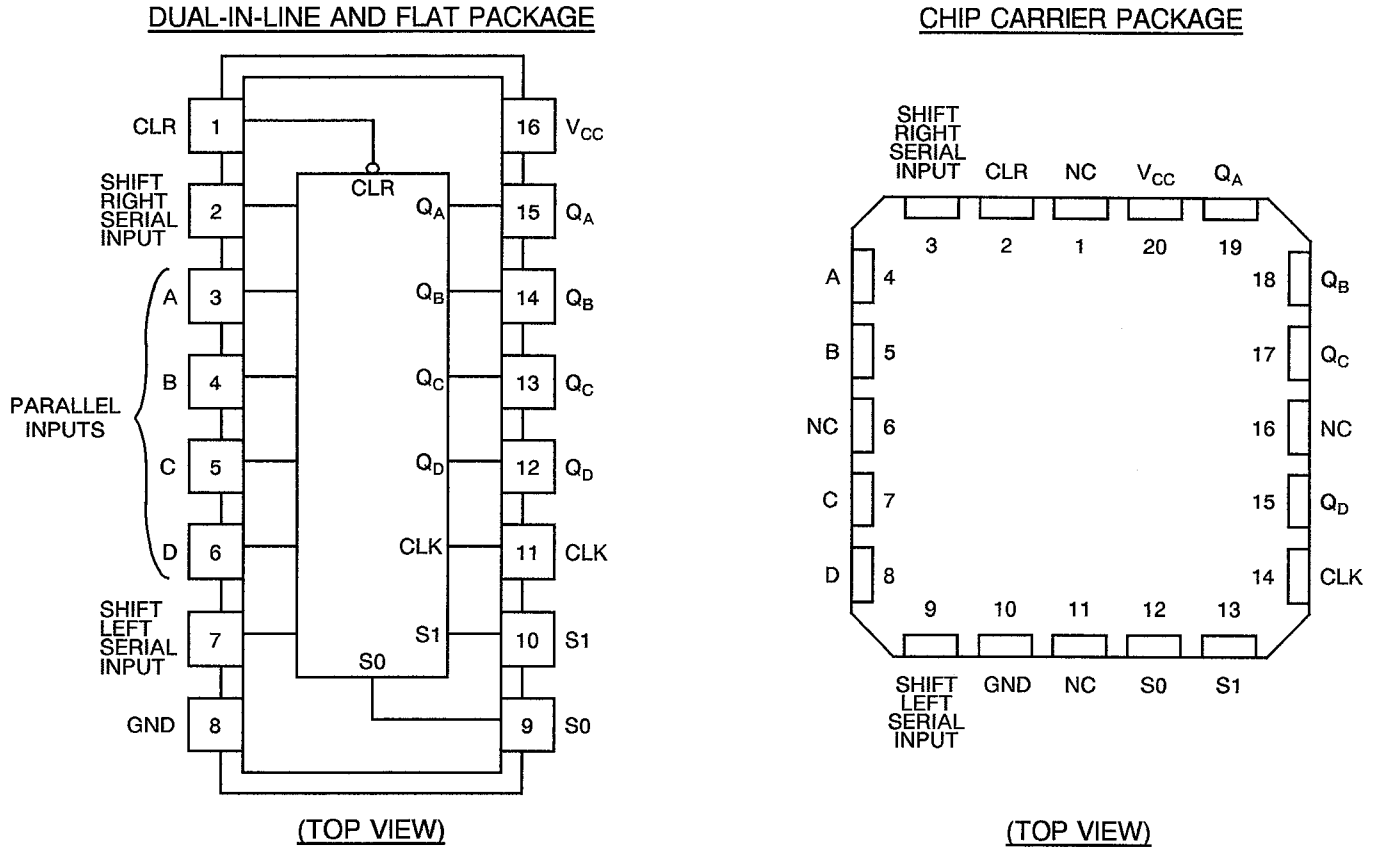 DUAL-IN-LINE AND FLAT PACKAGE
CLR 1 16 VCC
CLR
SHIFT
RIGHT
SERIAL
INPUT
2 QA 15 QA
PARALLEL
INPUTS
A 3 QB 14 QB
B 4 QC 13 QC
C 5 QD 12 QD
D 6 CLK 11 CLK
SHIFT
LEFT
SERIAL
INPUT
7 S1 10 S1
S0
GND 8 9 S0
(TOP VIEW)
CHIP CARRIER PACKAGE
SHIFT
RIGHT
SERIAL
INPUT
CLR NC VCC QA
3 2 1 20 19
A 4 18 QB
B 5 17 QC
NC 6 16 NC
C 7 15 QD
D 8 14 CLK
9 10 11 12 13
SHIFT
LEFT
SERIAL
INPUT
GND NC S0 S1
(TOP VIEW)